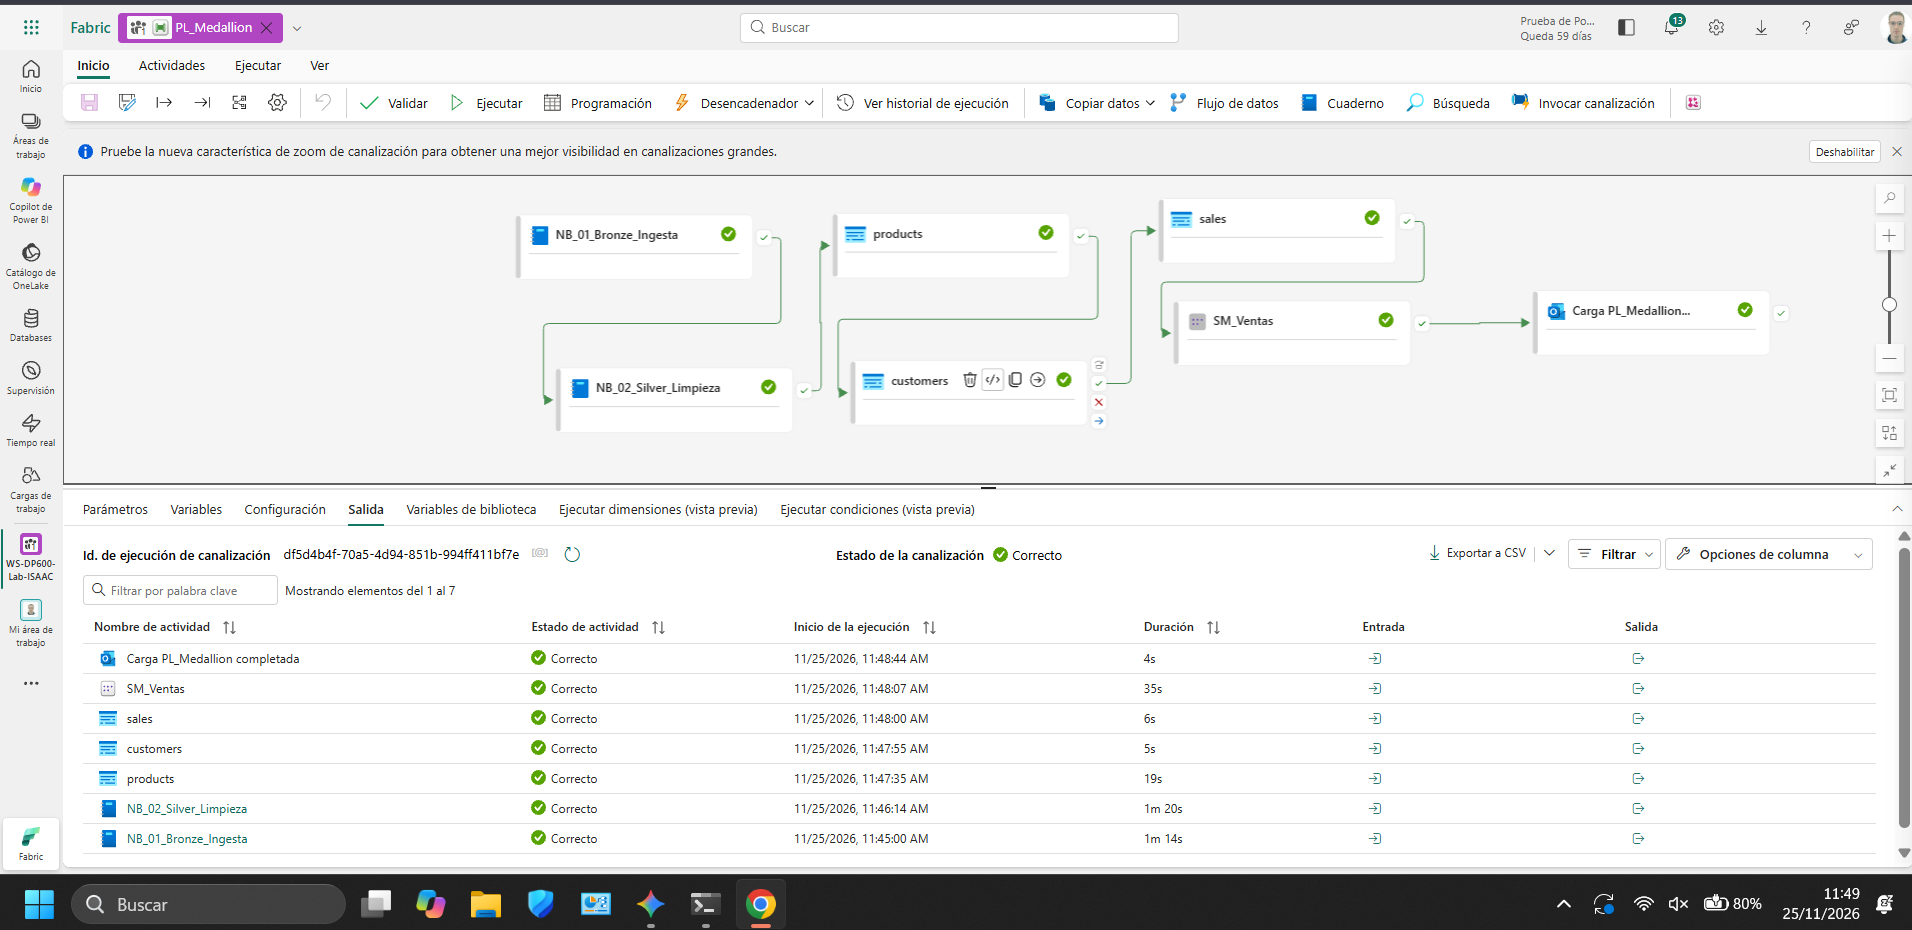 Fabric
PL_Medallion
Buscar
Prueba de Po...
Queda 59 días
13
Inicio
Actividades
Ejecutar
Ver
Validar
Ejecutar
Programación
Desencadenador
Ver historial de ejecución
Copiar datos
Flujo de datos
Cuaderno
Búsqueda
Invocar canalización
Inicio
Áreas de
trabajo
Copilot de
Power BI
Catálogo de
OneLake
Databases
Supervisión
Tiempo real
Cargas de
trabajo
WS-DP600-
Lab-ISAAC
Mi área de
trabajo
Fabric
Pruebe la nueva característica de zoom de canalización para obtener una mejor visibilidad en canalizaciones grandes.
Deshabilitar
NB_01_Bronze_Ingesta
products
sales
SM_Ventas
Carga PL_Medallion...
NB_02_Silver_Limpieza
customers
Parámetros
Variables
Configuración
Salida
Variables de biblioteca
Ejecutar dimensiones (vista previa)
Ejecutar condiciones (vista previa)
Id. de ejecución de canalización df5d4b4f-70a5-4d94-851b-994ff411bf7e
Estado de la canalización Correcto
Exportar a CSV
Filtrar
Opciones de columna
Filtrar por palabra clave
Mostrando elementos del 1 al 7
Nombre de actividad Estado de actividad Inicio de la ejecución Duración Entrada Salida
Carga PL_Medallion completada Correcto 11/25/2026, 11:48:44 AM 4s
SM_Ventas Correcto 11/25/2026, 11:48:07 AM 35s
sales Correcto 11/25/2026, 11:48:00 AM 6s
customers Correcto 11/25/2026, 11:47:55 AM 5s
products Correcto 11/25/2026, 11:47:35 AM 19s
NB_02_Silver_Limpieza Correcto 11/25/2026, 11:46:14 AM 1m 20s
NB_01_Bronze_Ingesta Correcto 11/25/2026, 11:45:00 AM 1m 14s
Buscar
80%
11:49
25/11/2026